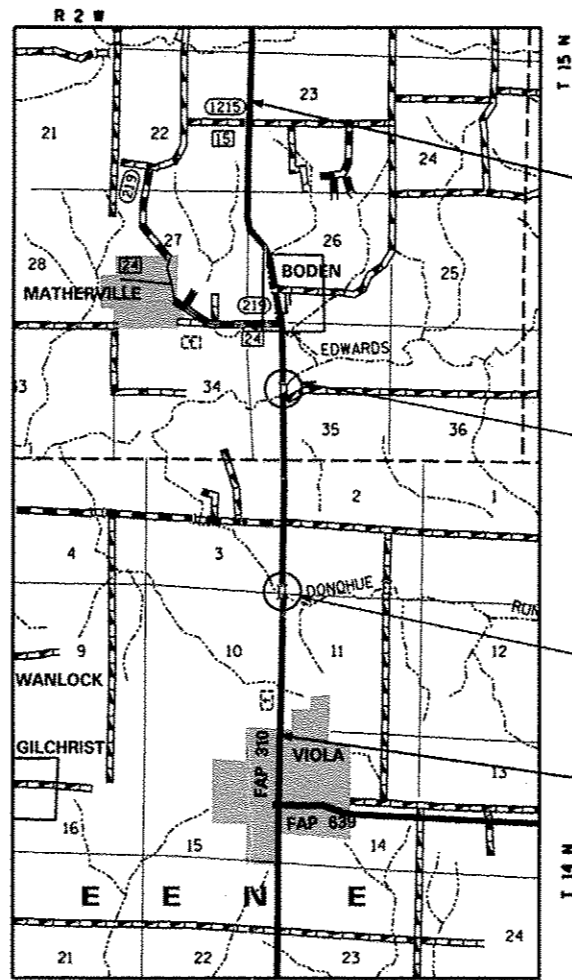 R 2 W
T 15 N
23
1215
21
22
15
24
219
27
26
28
24
BODEN
25
MATHERVILLE
219
24
EDWARDS
33
34
35
36
2
1
4
3
DONOHUE
RUN
9
10
11
12
WANLOCK
GILCHRIST
FAP 310
VIOLA
13
FAP 639
16
15
14
T 14 N
E E N E
24
21
22
23